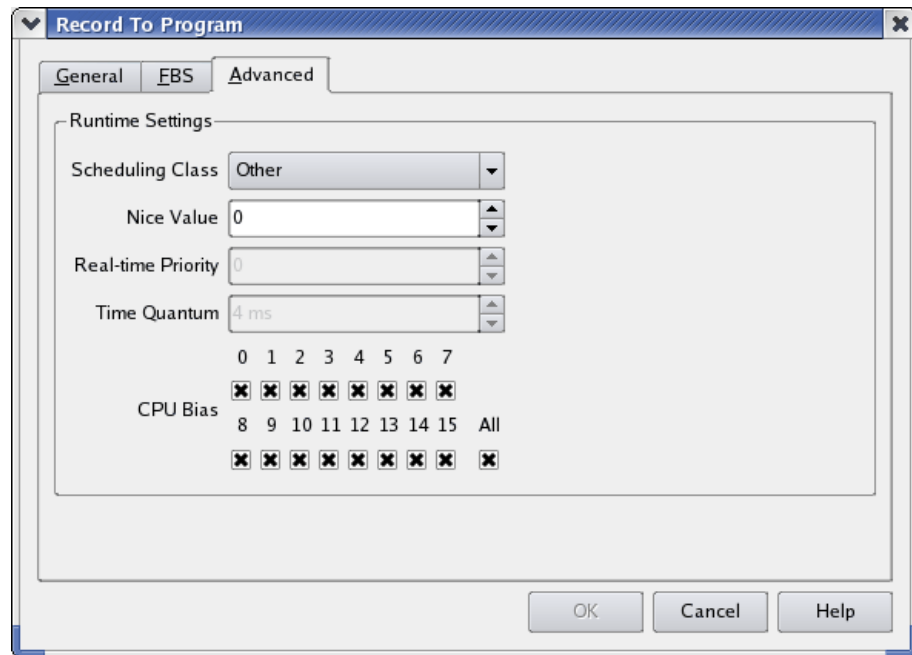 Record To Program
General FBS Advanced
Runtime Settings
Scheduling Class Other
Nice Value 0
Real-time Priority 0
Time Quantum 4 ms
0 1 2 3 4 5 6 7
CPU Bias
8 9 10 11 12 13 14 15 All
OK Cancel Help